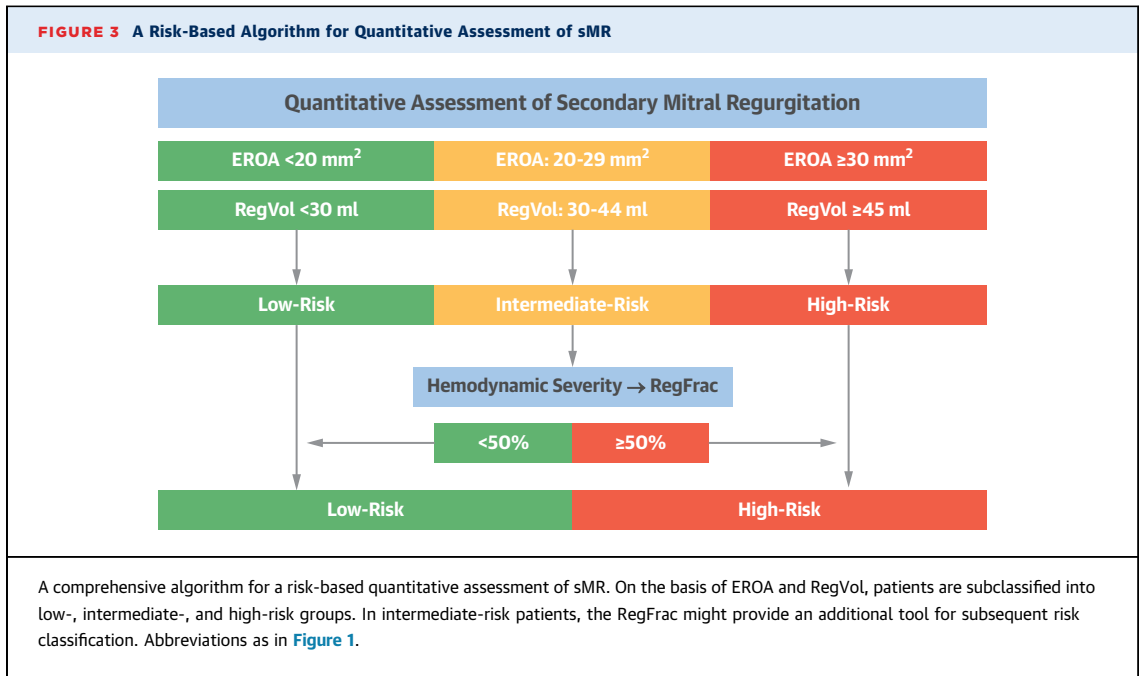 FIGURE 3 A Risk-Based Algorithm for Quantitative Assessment of sMR
Quantitative Assessment of Secondary Mitral Regurgitation
EROA <20 mm²
EROA: 20-29 mm²
EROA ≥30 mm²
RegVol <30 ml
RegVol: 30-44 ml
RegVol ≥45 ml
Low-Risk
Intermediate-Risk
High-Risk
Hemodynamic Severity → RegFrac
<50%
≥50%
Low-Risk
High-Risk
A comprehensive algorithm for a risk-based quantitative assessment of sMR. On the basis of EROA and RegVol, patients are subclassified into
low-, intermediate-, and high-risk groups. In intermediate-risk patients, the RegFrac might provide an additional tool for subsequent risk
classification. Abbreviations as in Figure 1.